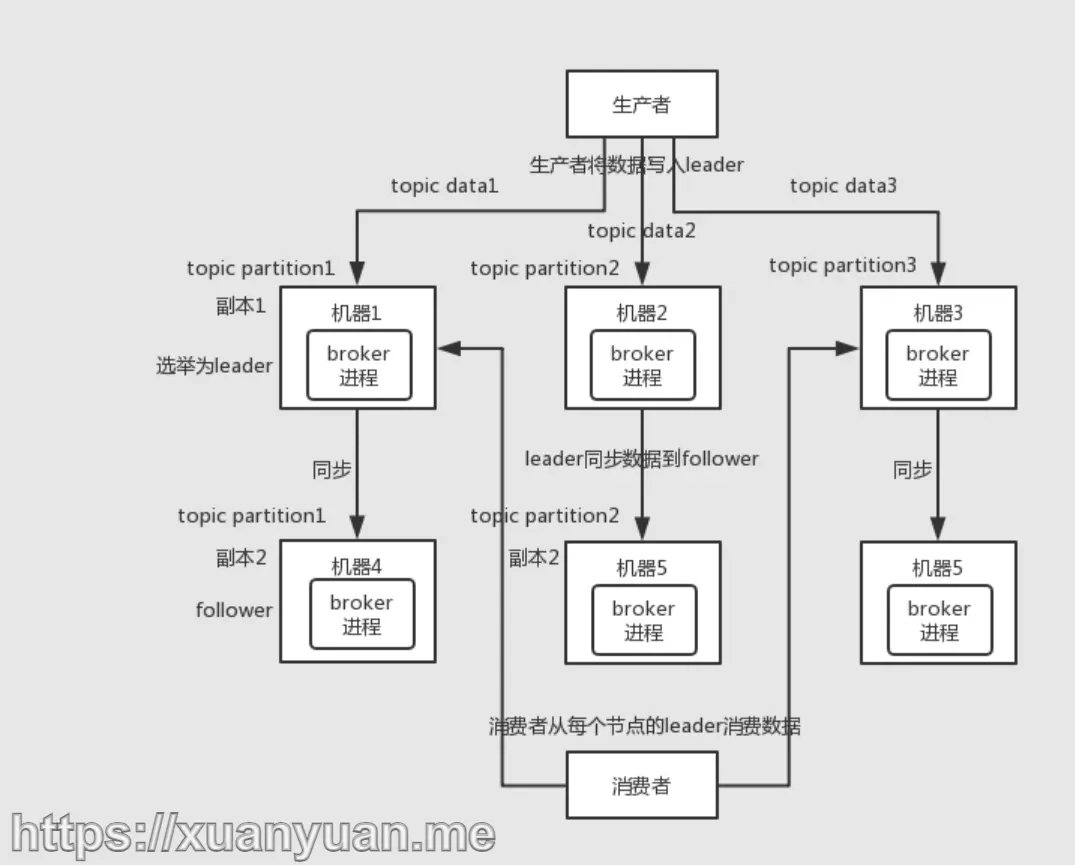 生产者
生产者将数据写入leader
topic data1
topic data3
topic data2
topic partition1
topic partition2
topic partition3
副本1
机器1
机器2
机器3
选举为leader
broker
进程
broker
进程
broker
进程
同步
leader同步数据到follower
同步
topic partition1
topic partition2
副本2
机器4
副本2
机器5
机器5
follower
broker
进程
broker
进程
broker
进程
消费者从每个节点的leader消费数据
消费者
https://xuanyuan.me